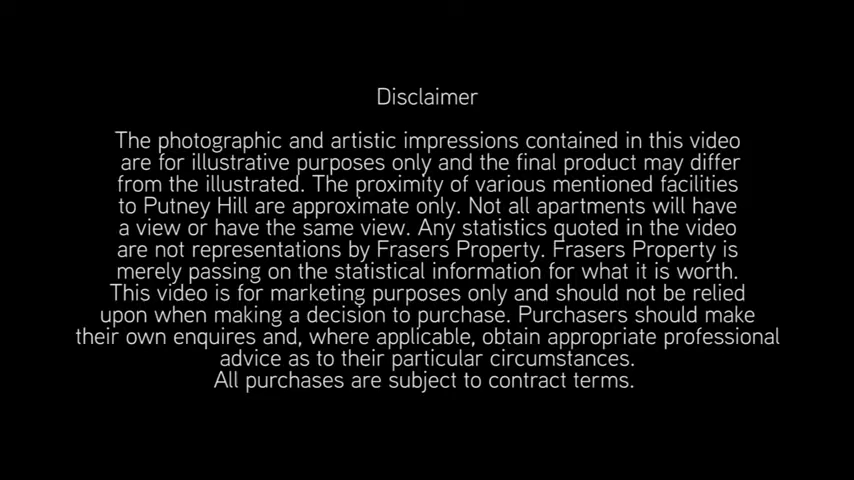 Disclaimer
The photographic and artistic impressions contained in this video
are for illustrative purposes only and the final product may differ
from the illustrated. The proximity of various mentioned facilities
to Putney Hill are approximate only. Not all apartments will have
a view or have the same view. Any statistics quoted in the video
are not representations by Frasers Property. Frasers Property is
merely passing on the statistical information for what it is worth.
This video is for marketing purposes only and should not be relied
upon when making a decision to purchase. Purchasers should make
their own enquires and, where applicable, obtain appropriate professional
advice as to their particular circumstances.
All purchases are subject to contract terms.